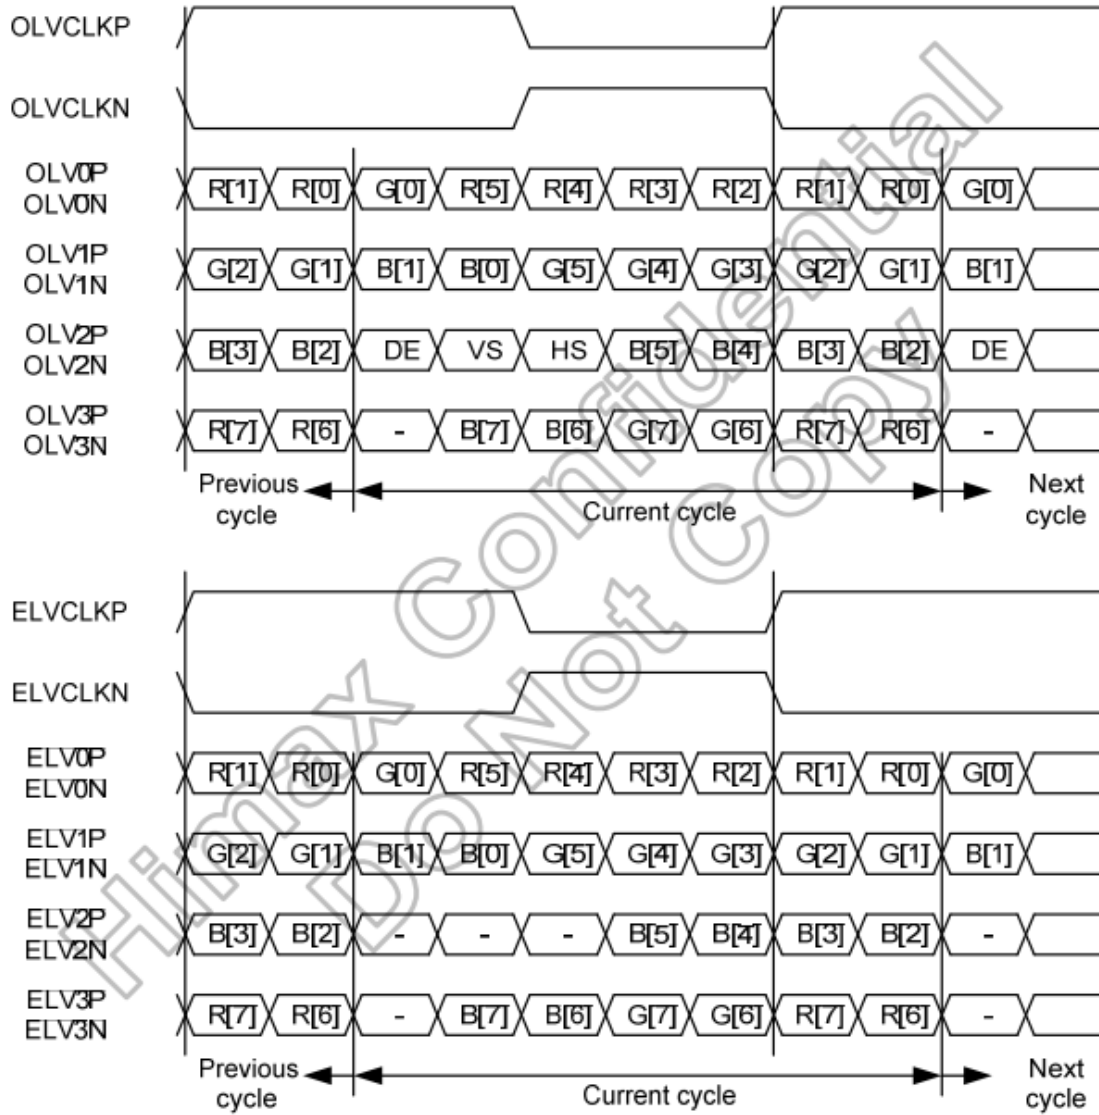 OLVCLKP
OLVCLKN
OLV0P
OLV0N
R[1] R[0] G[0] R[5] R[4] R[3] R[2] R[1] R[0] G[0]
OLV1P
OLV1N
G[2] G[1] B[1] B[0] G[5] G[4] G[3] G[2] G[1] B[1]
OLV2P
OLV2N
B[3] B[2] DE VS HS B[5] B[4] B[3] B[2] DE
OLV3P
OLV3N
R[7] R[6] - B[7] B[6] G[7] G[6] R[7] R[6] -
Previous cycle
Current cycle
Next cycle
ELVCLKP
ELVCLKN
ELV0P
ELV0N
R[1] R[0] G[0] R[5] R[4] R[3] R[2] R[1] R[0] G[0]
ELV1P
ELV1N
G[2] G[1] B[1] B[0] G[5] G[4] G[3] G[2] G[1] B[1]
ELV2P
ELV2N
B[3] B[2] - - - B[5] B[4] B[3] B[2] -
ELV3P
ELV3N
R[7] R[6] - B[7] B[6] G[7] G[6] R[7] R[6] -
Previous cycle
Current cycle
Next cycle
Himax Confidential
Do Not Copy